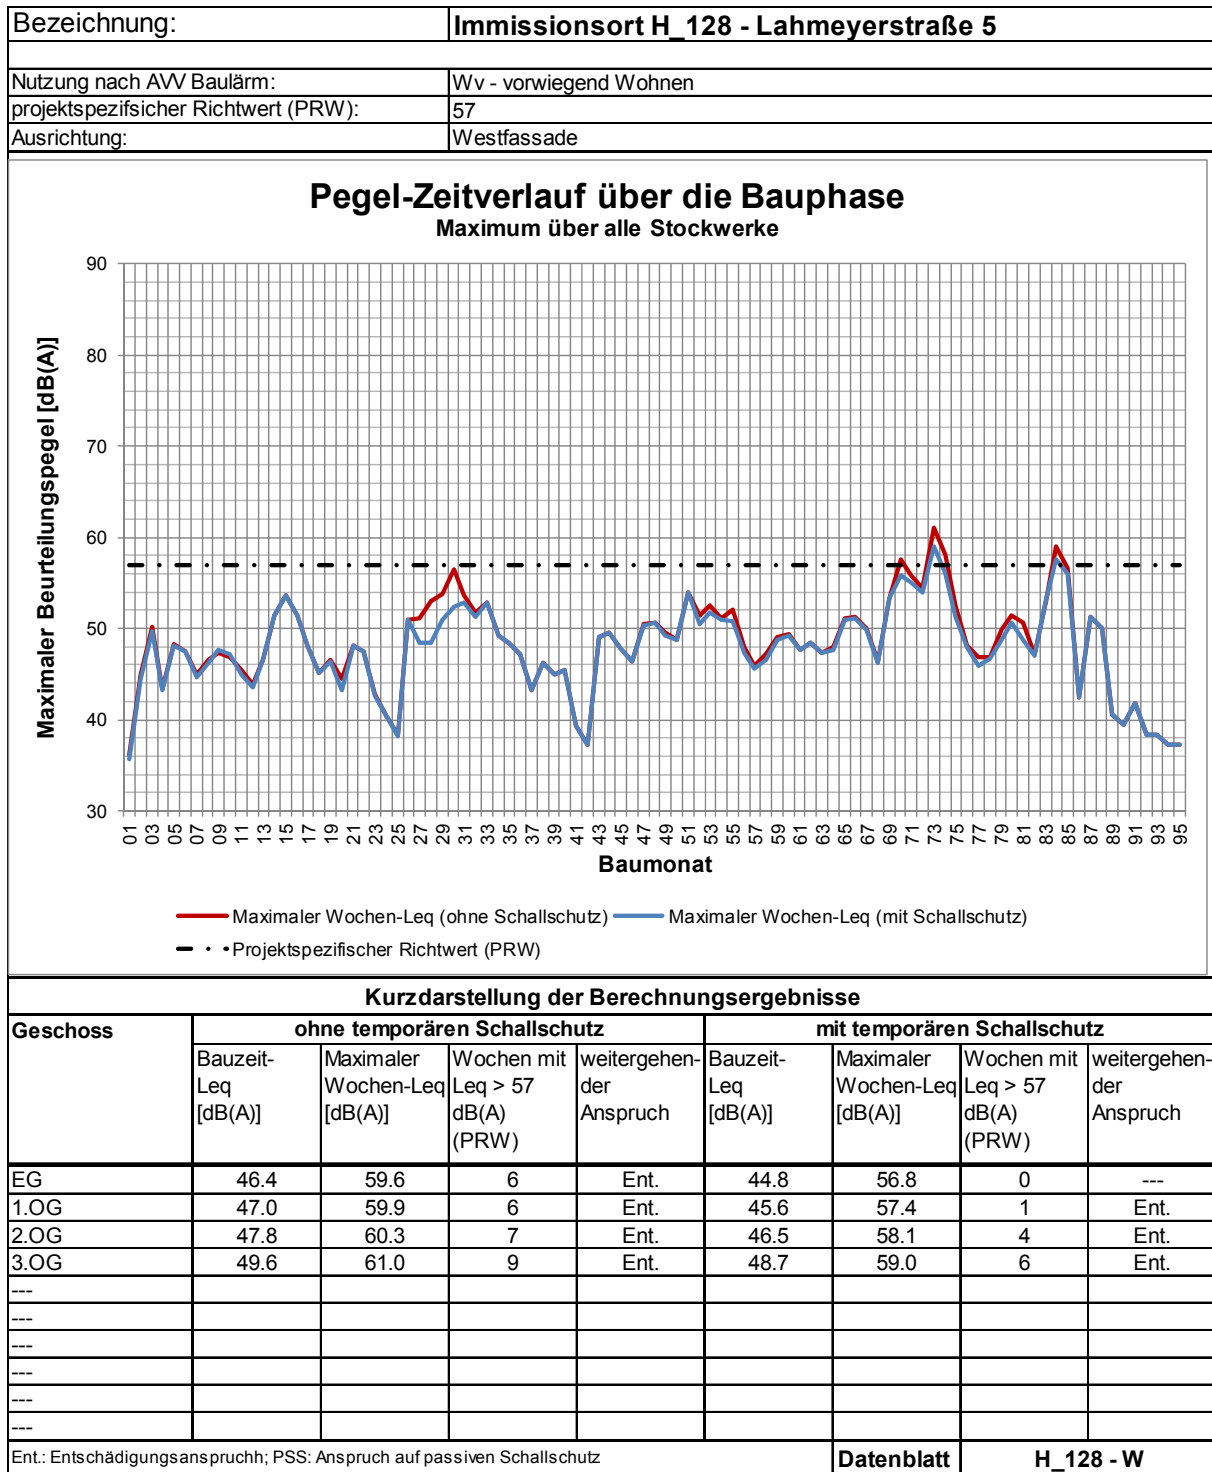 Bezeichnung: Immissionsort H_128 - Lahmeyerstraße 5
Nutzung nach AVV Baulärm: Wv - vorwiegend Wohnen
projektspezifsicher Richtwert (PRW): 57
Ausrichtung: Westfassade
Pegel-Zeitverlauf über die Bauphase
Maximum über alle Stockwerke
Maximaler Beurteilungspegel [dB(A)]
90
80
70
60
50
40
30
01 03 05 07 09 11 13 15 17 19 21 23 25 27 29 31 33 35 37 39 41 43 45 47 49 51 53 55 57 59 61 63 65 67 69 71 73 75 77 79 81 83 85 87 89 91 93 95
Baumonat
Maximaler Wochen-Leq (ohne Schallschutz) Maximaler Wochen-Leq (mit Schallschutz)
Projektspezifischer Richtwert (PRW)
Kurzdarstellung der Berechnungsergebnisse
Geschoss ohne temporären Schallschutz mit temporären Schallschutz
Bauzeit- Maximaler Wochen mit weitergehen- Bauzeit- Maximaler Wochen mit weitergehen-
Leq Wochen-Leq Leq > 57 der Leq Wochen-Leq Leq > 57 der
[dB(A)] [dB(A)] dB(A) Anspruch [dB(A)] [dB(A)] dB(A) Anspruch
(PRW) (PRW)
EG 46.4 59.6 6 Ent. 44.8 56.8 0 ---
1.OG 47.0 59.9 6 Ent. 45.6 57.4 1 Ent.
2.OG 47.8 60.3 7 Ent. 46.5 58.1 4 Ent.
3.OG 49.6 61.0 9 Ent. 48.7 59.0 6 Ent.
---
---
---
---
---
---
Ent.: Entschädigungsanspruchh; PSS: Anspruch auf passiven Schallschutz Datenblatt H_128 - W